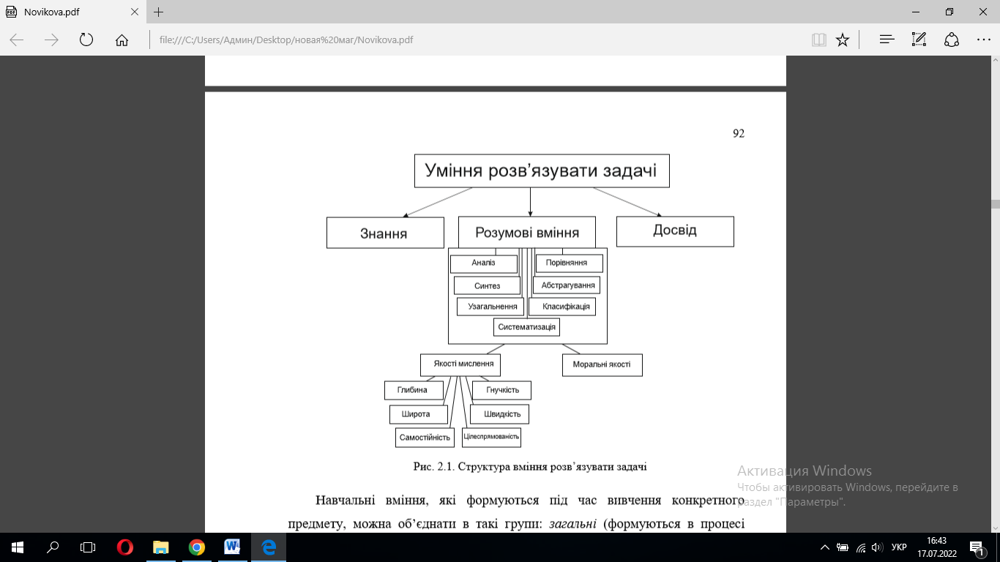 Novikova.pdf
file:///C:/Users/Админ/Desktop/новая%20маг/Novikova.pdf
92
Уміння розв’язувати задачі
Знання
Розумові вміння
Досвід
Аналіз
Порівняння
Синтез
Абстрагування
Узагальнення
Класифікація
Систематизація
Якості мислення
Моральні якості
Глибина
Гнучкість
Широта
Швидкість
Самостійність
Цілеспрямованість
Рис. 2.1. Структура вміння розв’язувати задачі
Навчальні вміння, які формуються під час вивчення конкретного
предмету, можна об’єднати в такі групи: загальні (формуються в процесі
Активация Windows
Чтобы активировать Windows, перейдите в
раздел "Параметры".
УКР
16:43
17.07.2022
1